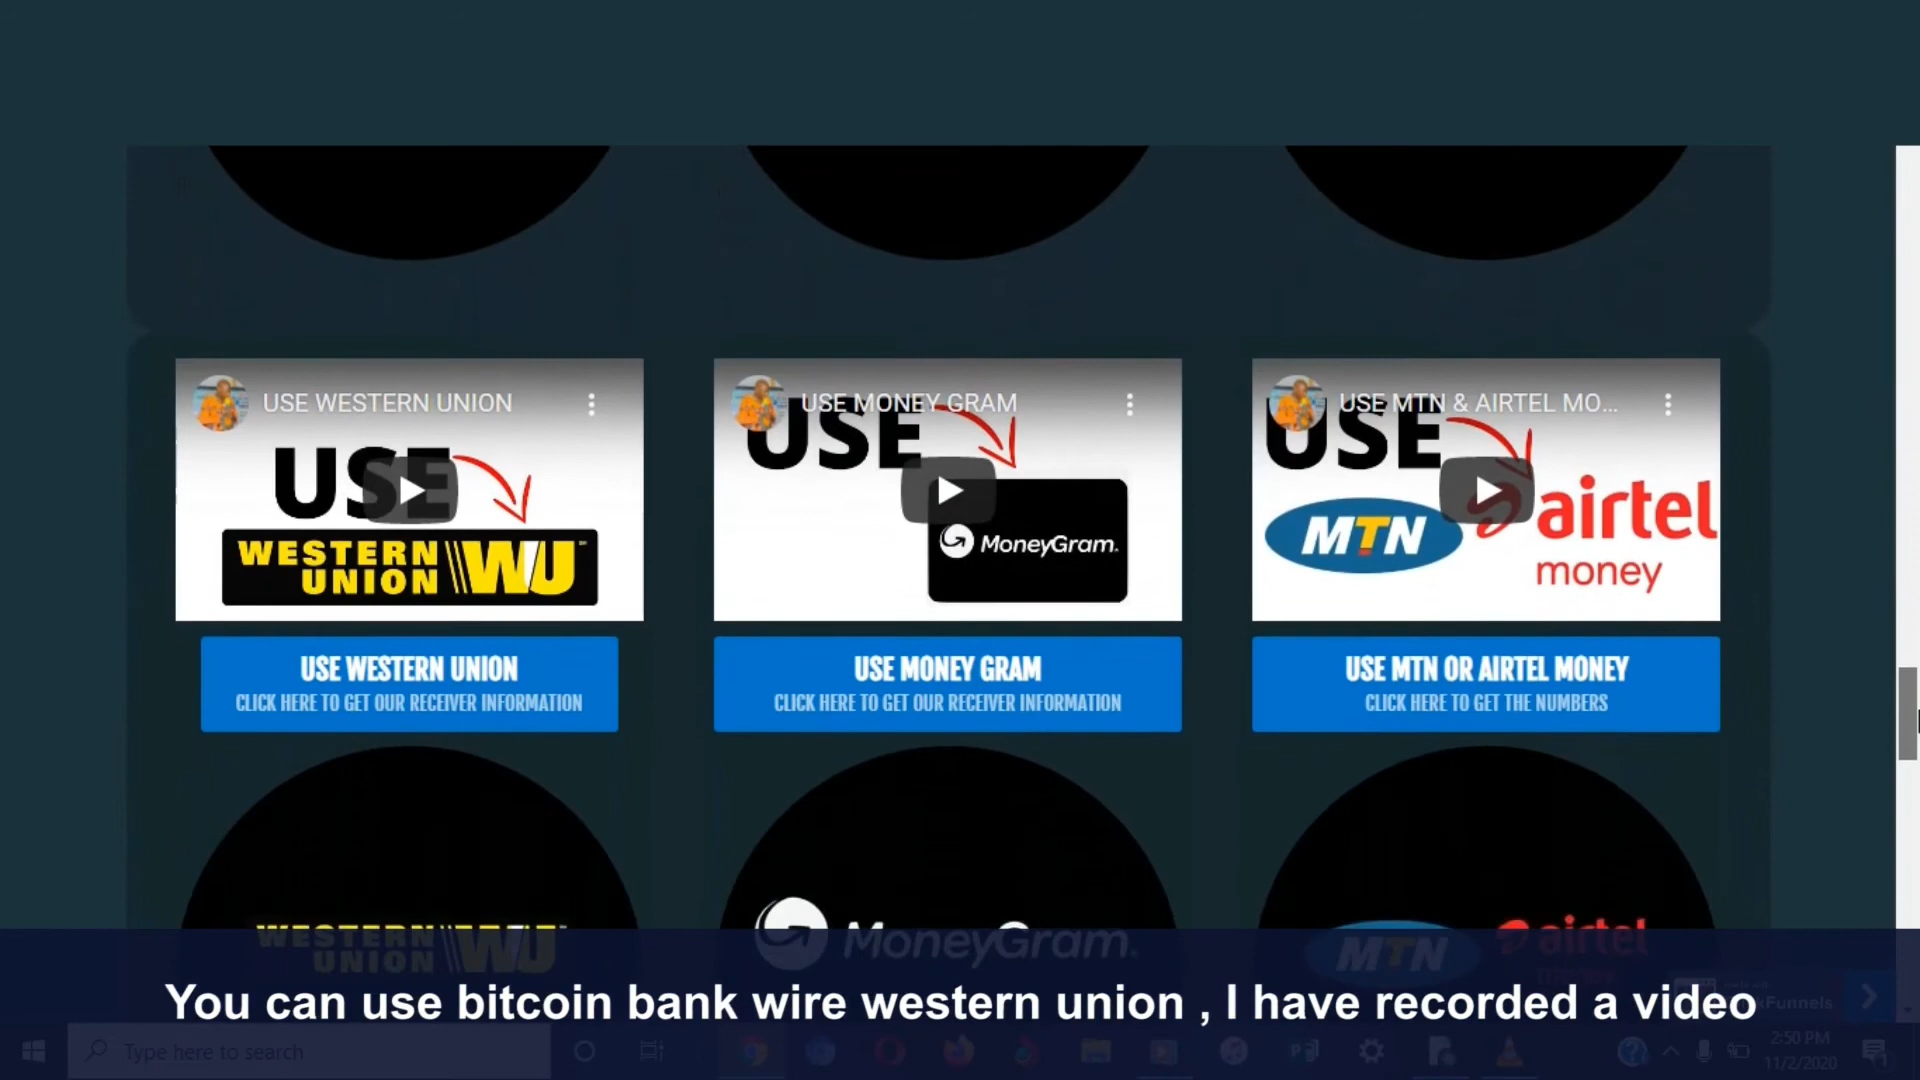 USE WESTERN UNION
USE
WESTERN
UNION WU
USE MONEY GRAM
USE
MoneyGram.
USE MTN & AIRTEL MO...
USE
MTN airtel
money
USE WESTERN UNION
CLICK HERE TO GET OUR RECEIVER INFORMATION
USE MONEY GRAM
CLICK HERE TO GET OUR RECEIVER INFORMATION
USE MTN OR AIRTEL MONEY
CLICK HERE TO GET THE NUMBERS
WESTERN
UNION WU
MoneyGram.
MTN airtel
You can use bitcoin bank wire western union , I have recorded a video
Type here to search
2:50 PM
11/2/2020